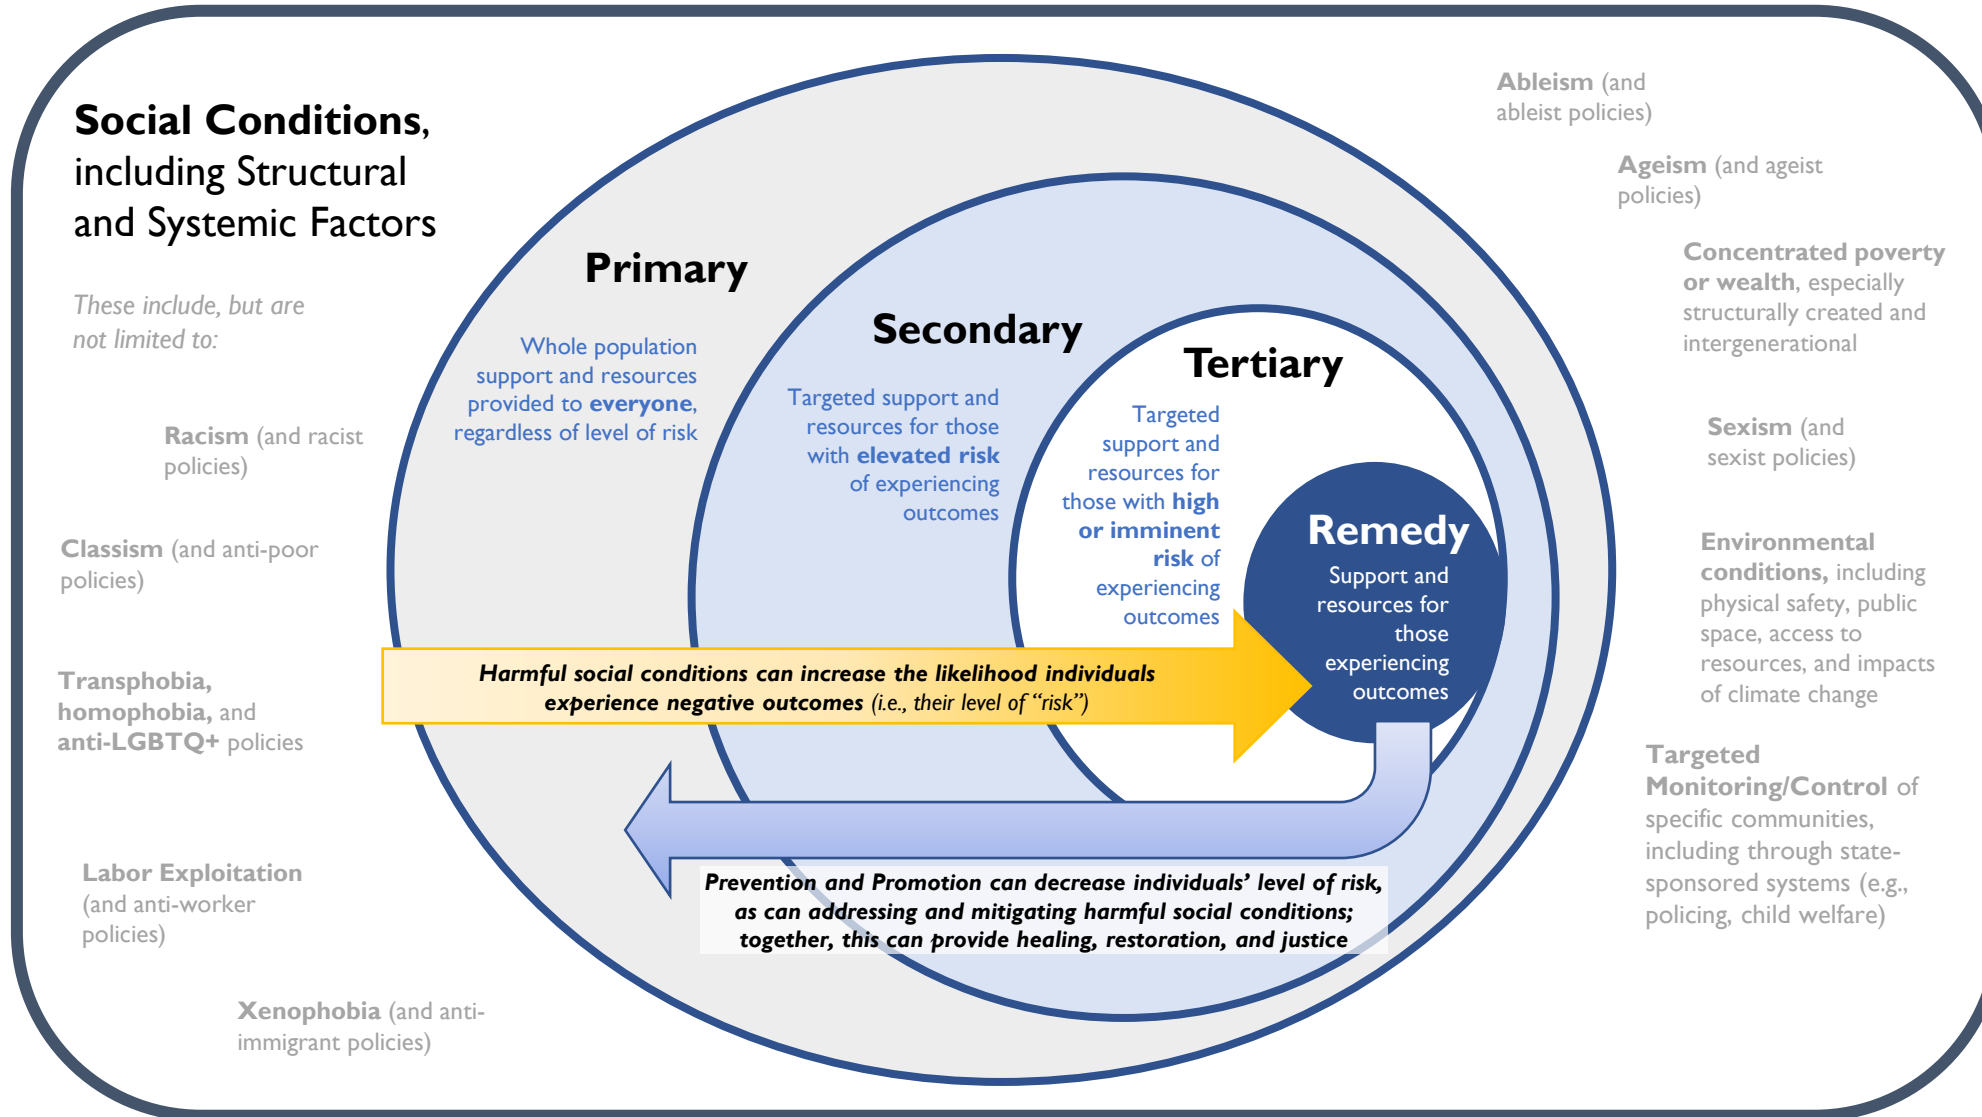 Social Conditions,
including Structural
and Systemic Factors
These include, but are
not limited to:
Racism (and racist
policies)
Classism (and anti-poor
policies)
Transphobia,
homophobia, and
anti-LGBTQ+ policies
Labor Exploitation
(and anti-worker
policies)
Xenophobia (and anti-
immigrant policies)
Primary
Whole population
support and resources
provided to everyone,
regardless of level of risk
Secondary
Targeted support and
resources for those
with elevated risk
of experiencing
outcomes
Tertiary
Targeted
support and
resources for
those with high
or imminent
risk of
experiencing
outcomes
Remedy
Support and
resources for
those
experiencing
outcomes
Harmful social conditions can increase the likelihood individuals
experience negative outcomes (i.e., their level of “risk”)
Prevention and Promotion can decrease individuals’ level of risk,
as can addressing and mitigating harmful social conditions;
together, this can provide healing, restoration, and justice
Ableism (and
ableist policies)
Ageism (and ageist
policies)
Concentrated poverty
or wealth, especially
structurally created and
intergenerational
Sexism (and
sexist policies)
Environmental
conditions, including
physical safety, public
space, access to
resources, and impacts
of climate change
Targeted
Monitoring/Control of
specific communities,
including through state-
sponsored systems (e.g.,
policing, child welfare)